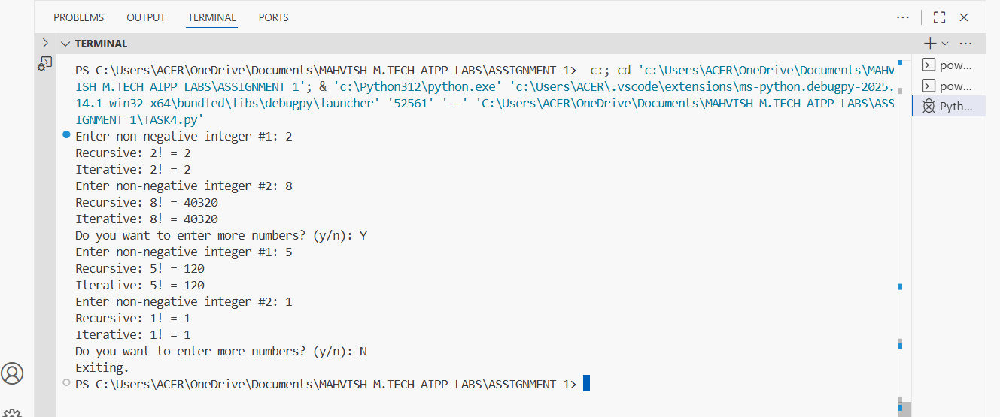 PROBLEMS OUTPUT TERMINAL PORTS
TERMINAL
PS C:\Users\ACER\OneDrive\Documents\MAHVISH M.TECH AIPP LABS\ASSIGNMENT 1>  c:; cd 'c:\Users\ACER\OneDrive\Documents\MAHV
ISH M.TECH AIPP LABS\ASSIGNMENT 1'; & 'c:\Python312\python.exe' 'c:\Users\ACER\.vscode\extensions\ms-python.debugpy-2025.
14.1-win32-x64\bundled\libs\debugpy\launcher' '52561' '--' 'C:\Users\ACER\OneDrive\Documents\MAHVISH M.TECH AIPP LABS\ASS
IGNMENT 1\TASK4.py'
Enter non-negative integer #1: 2
Recursive: 2! = 2
Iterative: 2! = 2
Enter non-negative integer #2: 8
Recursive: 8! = 40320
Iterative: 8! = 40320
Do you want to enter more numbers? (y/n): Y
Enter non-negative integer #1: 5
Recursive: 5! = 120
Iterative: 5! = 120
Enter non-negative integer #2: 1
Recursive: 1! = 1
Iterative: 1! = 1
Do you want to enter more numbers? (y/n): N
Exiting.
PS C:\Users\ACER\OneDrive\Documents\MAHVISH M.TECH AIPP LABS\ASSIGNMENT 1>
pow...
pow...
Pyth...